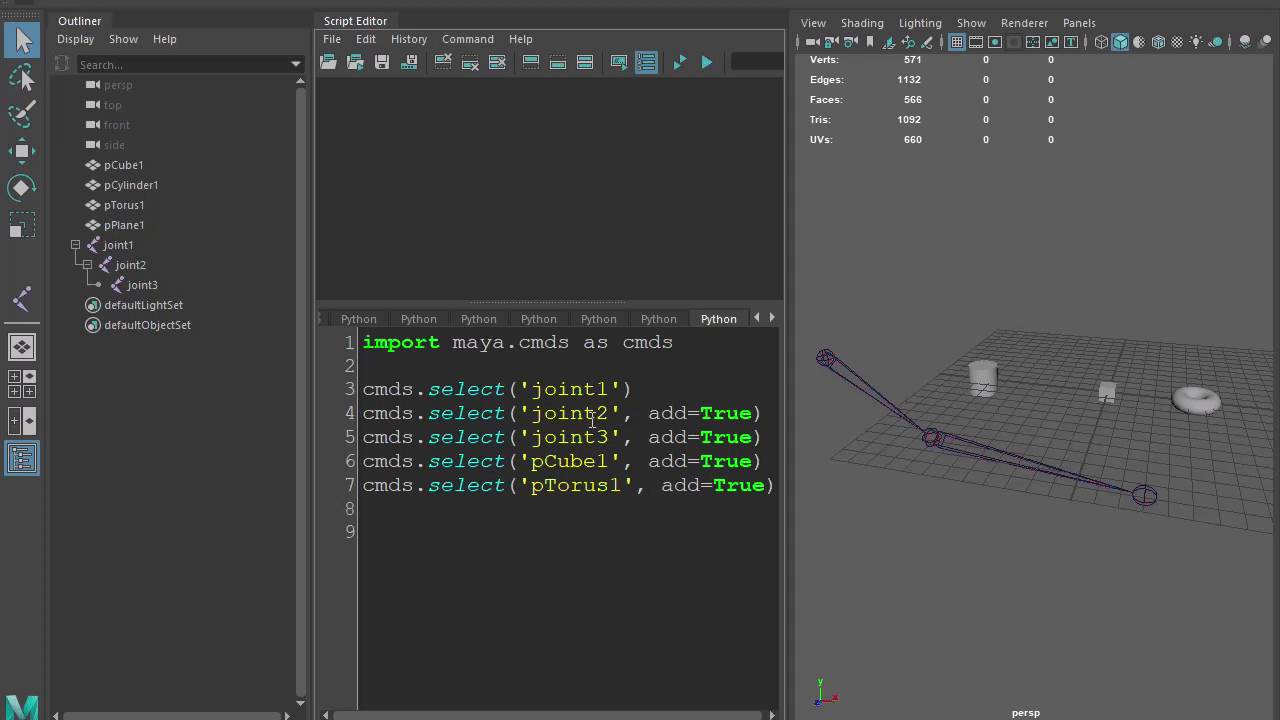 Outliner
Display Show Help
Search...
persp
top
front
side
pCube1
pCylinder1
pTorus1
pPlane1
joint1
joint2
joint3
defaultLightSet
defaultObjectSet
Script Editor
File Edit History Command Help
Python Python Python Python Python Python Python
1 import maya.cmds as cmds
2
3 cmds.select('joint1')
4 cmds.select('joint2', add=True)
5 cmds.select('joint3', add=True)
6 cmds.select('pCube1', add=True)
7 cmds.select('pTorus1', add=True)
8
9
View Shading Lighting Show Renderer Panels
Verts: 571 0 0
Edges: 1132 0 0
Faces: 566 0 0
Tris: 1092 0 0
UVs: 660 0 0
y
x
persp